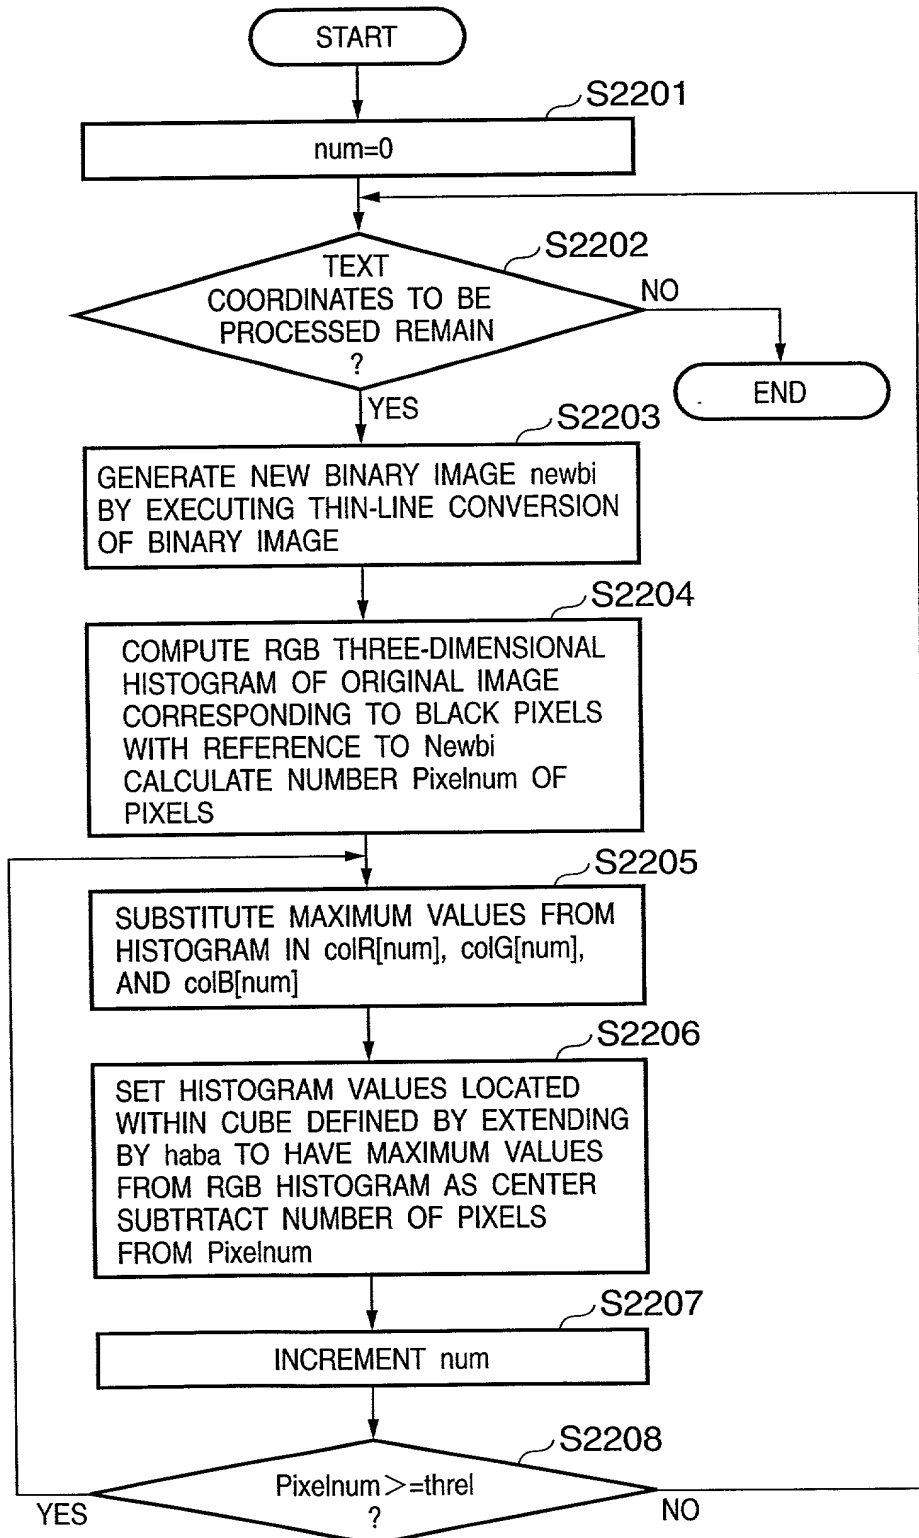 START
S2201
num=0
S2202
TEXT
COORDINATES TO BE
PROCESSED REMAIN
?
NO
END
YES
S2203
GENERATE NEW BINARY IMAGE newbi
BY EXECUTING THIN-LINE CONVERSION
OF BINARY IMAGE
S2204
COMPUTE RGB THREE-DIMENSIONAL
HISTOGRAM OF ORIGINAL IMAGE
CORRESPONDING TO BLACK PIXELS
WITH REFERENCE TO Newbi
CALCULATE NUMBER Pixelnum OF
PIXELS
S2205
SUBSTITUTE MAXIMUM VALUES FROM
HISTOGRAM IN colR[num], colG[num],
AND colB[num]
S2206
SET HISTOGRAM VALUES LOCATED
WITHIN CUBE DEFINED BY EXTENDING
BY haba TO HAVE MAXIMUM VALUES
FROM RGB HISTOGRAM AS CENTER
SUBTRTACT NUMBER OF PIXELS
FROM Pixelnum
S2207
INCREMENT num
S2208
Pixelnum>=threl
?
YES
NO